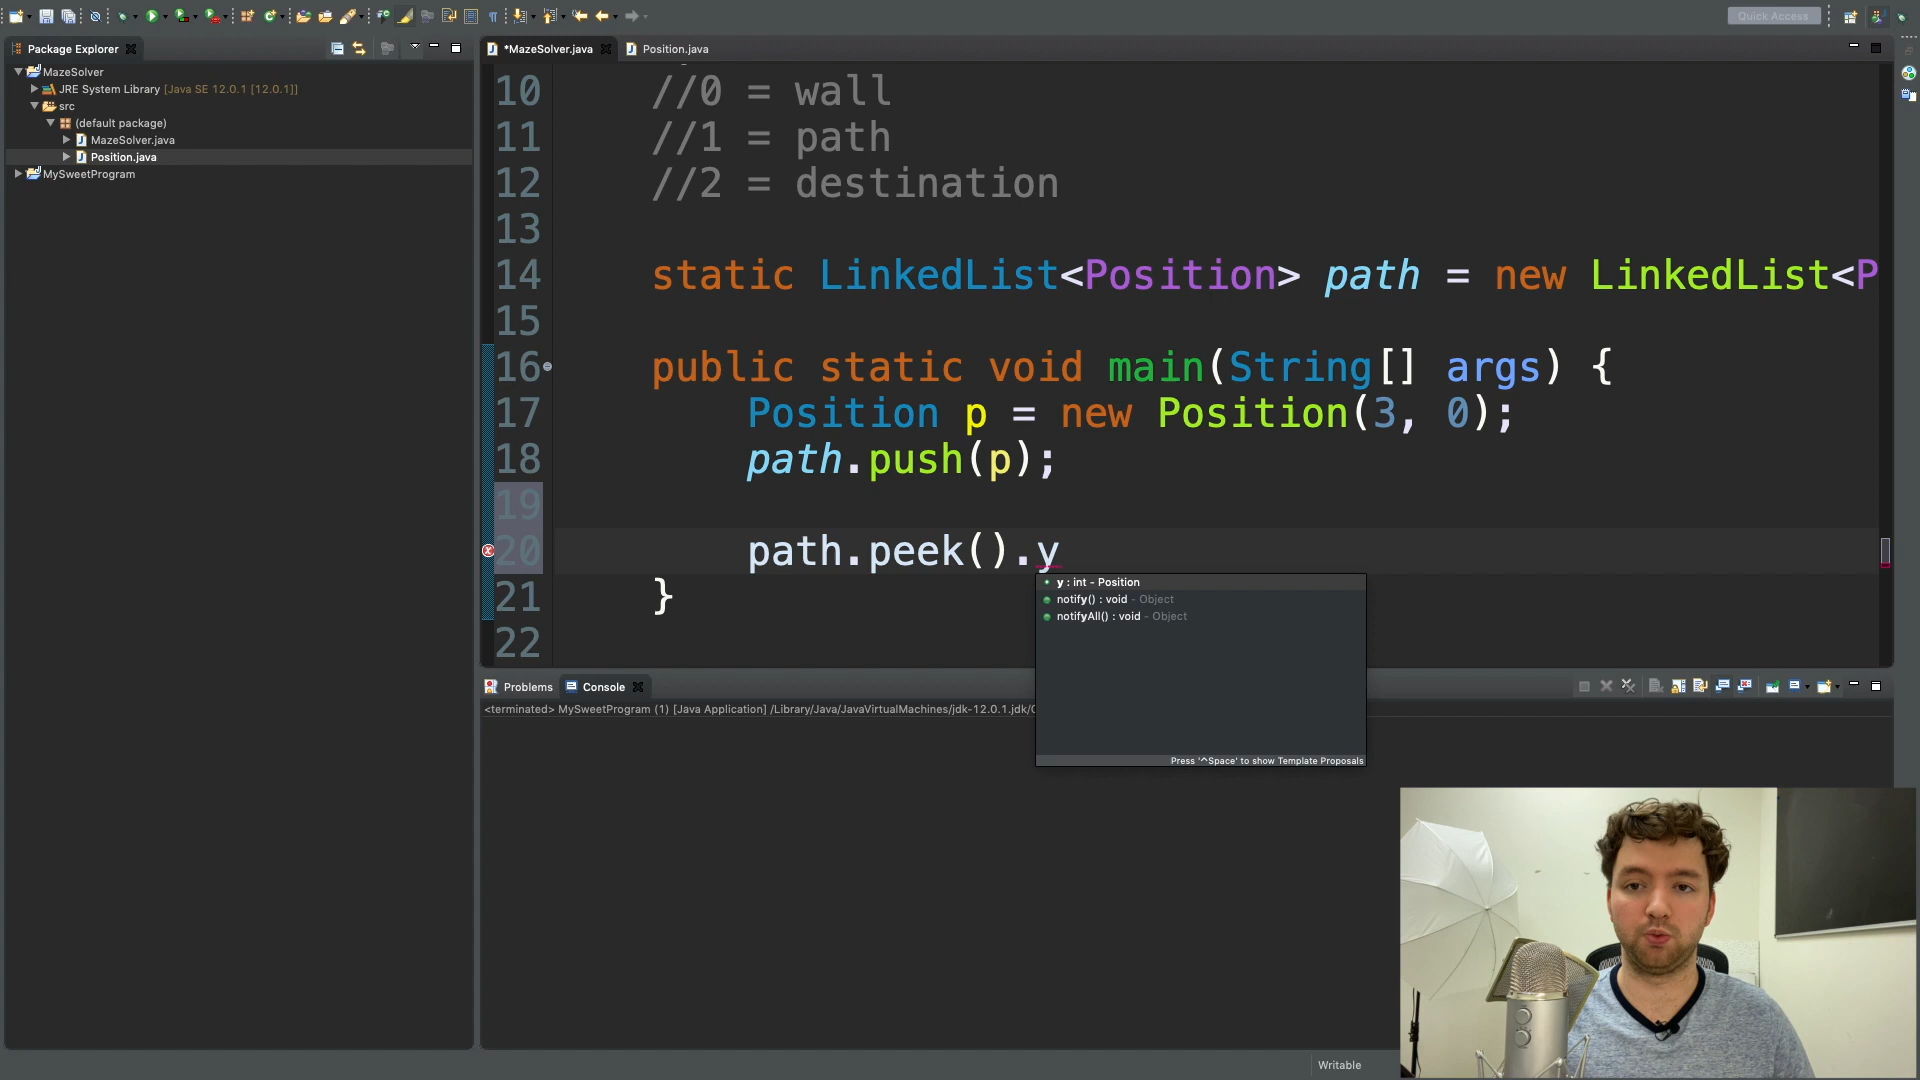 Quick Access
Package Explorer
MazeSolver
JRE System Library [Java SE 12.0.1 [12.0.1]]
src
(default package)
MazeSolver.java
Position.java
MySweetProgram
*MazeSolver.java
Position.java
10 //0 = wall
11 //1 = path
12 //2 = destination
13
14 static LinkedList<Position> path = new LinkedList<P
15
16 public static void main(String[] args) {
17 Position p = new Position(3, 0);
18 path.push(p);
19
20 path.peek().y
21 }
22
y : int - Position
notify() : void - Object
notifyAll() : void - Object
Press '^Space' to show Template Proposals
Problems
Console
<terminated> MySweetProgram (1) [Java Application] /Library/Java/JavaVirtualMachines/jdk-12.0.1.jdk/C
Writable